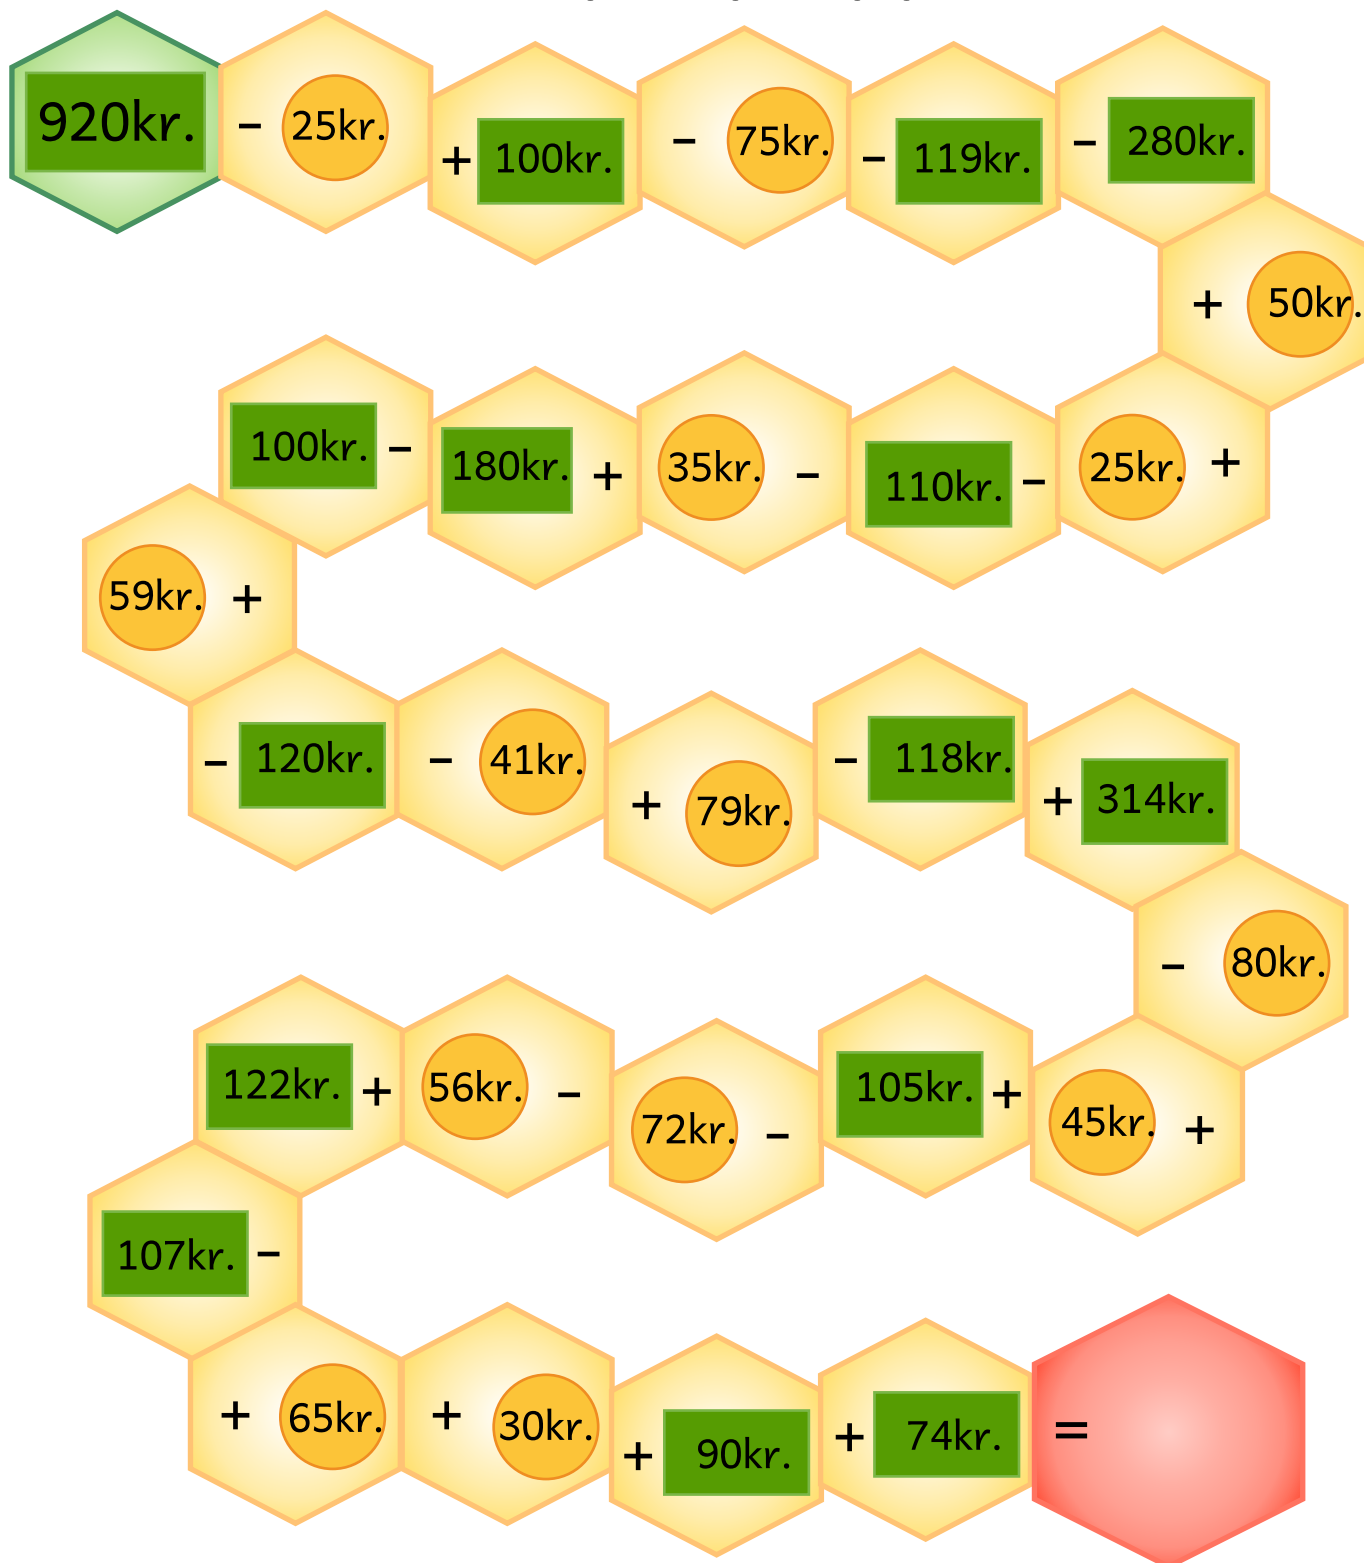 920kr.
- 25kr.
+ 100kr.
- 75kr.
- 119kr.
- 280kr.
+ 50kr.
25kr. +
110kr. -
35kr. -
180kr. +
100kr. -
59kr. +
- 120kr.
- 41kr.
+ 79kr.
- 118kr.
+ 314kr.
- 80kr.
45kr. +
105kr. +
72kr. -
56kr. -
122kr. +
107kr. -
+ 65kr.
+ 30kr.
+ 90kr.
+ 74kr.
=